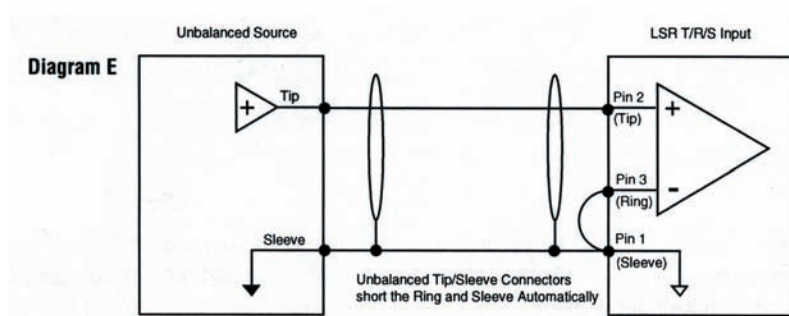 Unbalanced Source
LSR T/R/S Input
Diagram E
Tip
+
Pin 2
(Tip)
+
Pin 3
(Ring)
-
Sleeve
Pin 1
(Sleeve)
Unbalanced Tip/Sleeve Connectors
short the Ring and Sleeve Automatically